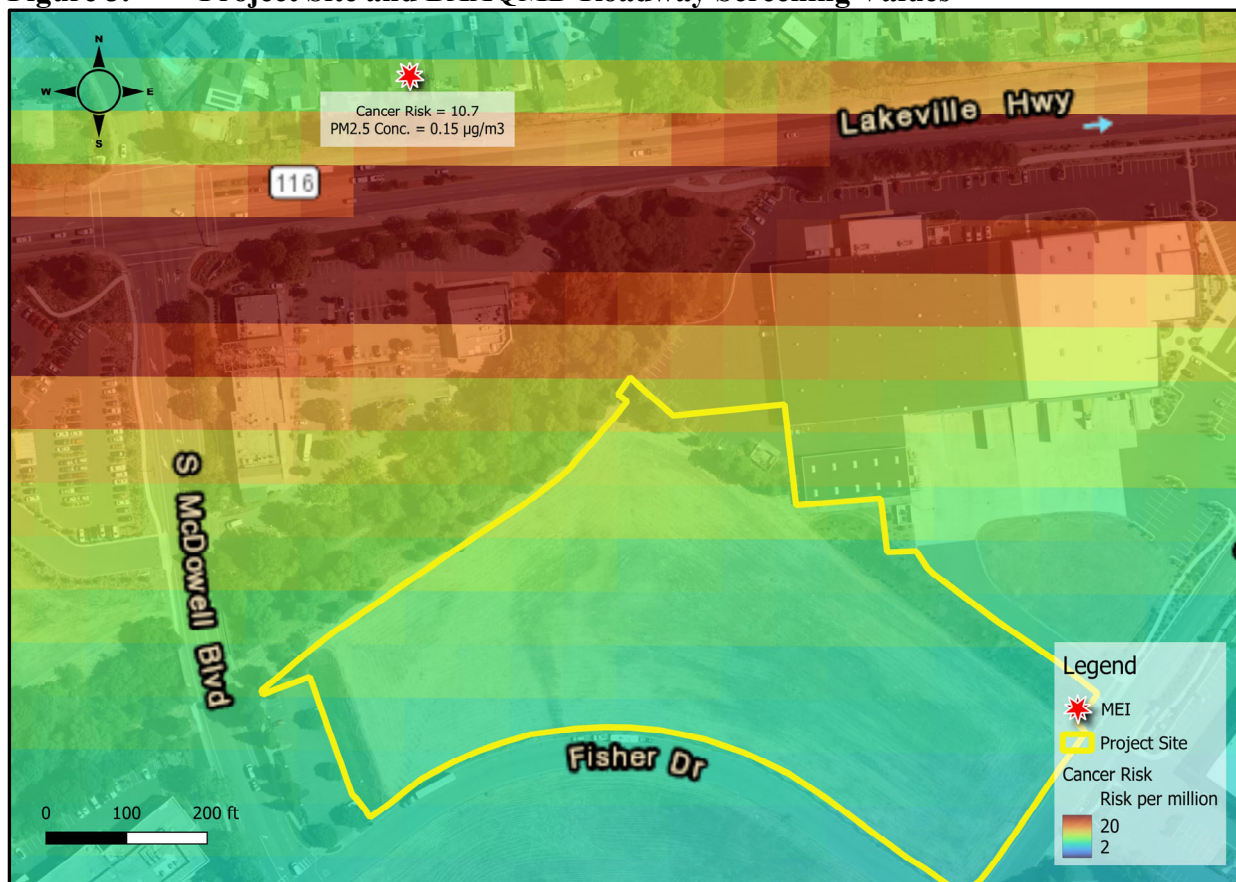 N
W
E
S
Cancer Risk = 10.7
PM2.5 Conc. = 0.15 µg/m3
Lakeville Hwy
116
S McDowell Blvd
Fisher Dr
Legend
MEI
Project Site
Cancer Risk
Risk per million
20
2
0 100 200 ft